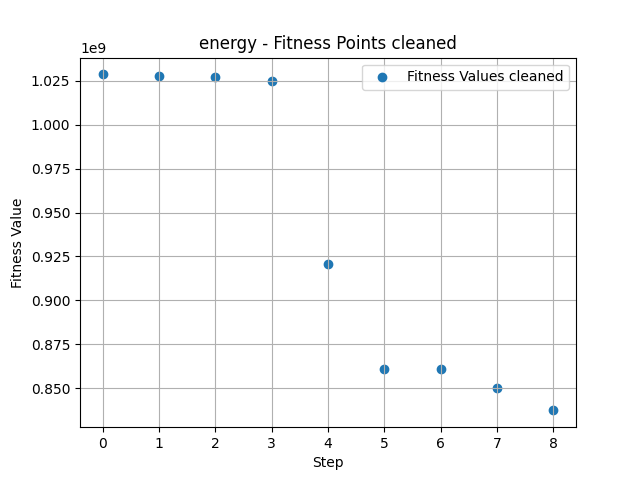 energy - Fitness Points cleaned
1e9
Fitness Values cleaned
1.025
1.000
0.975
0.950
0.925
0.900
0.875
0.850
Fitness Value
0 1 2 3 4 5 6 7 8
Step